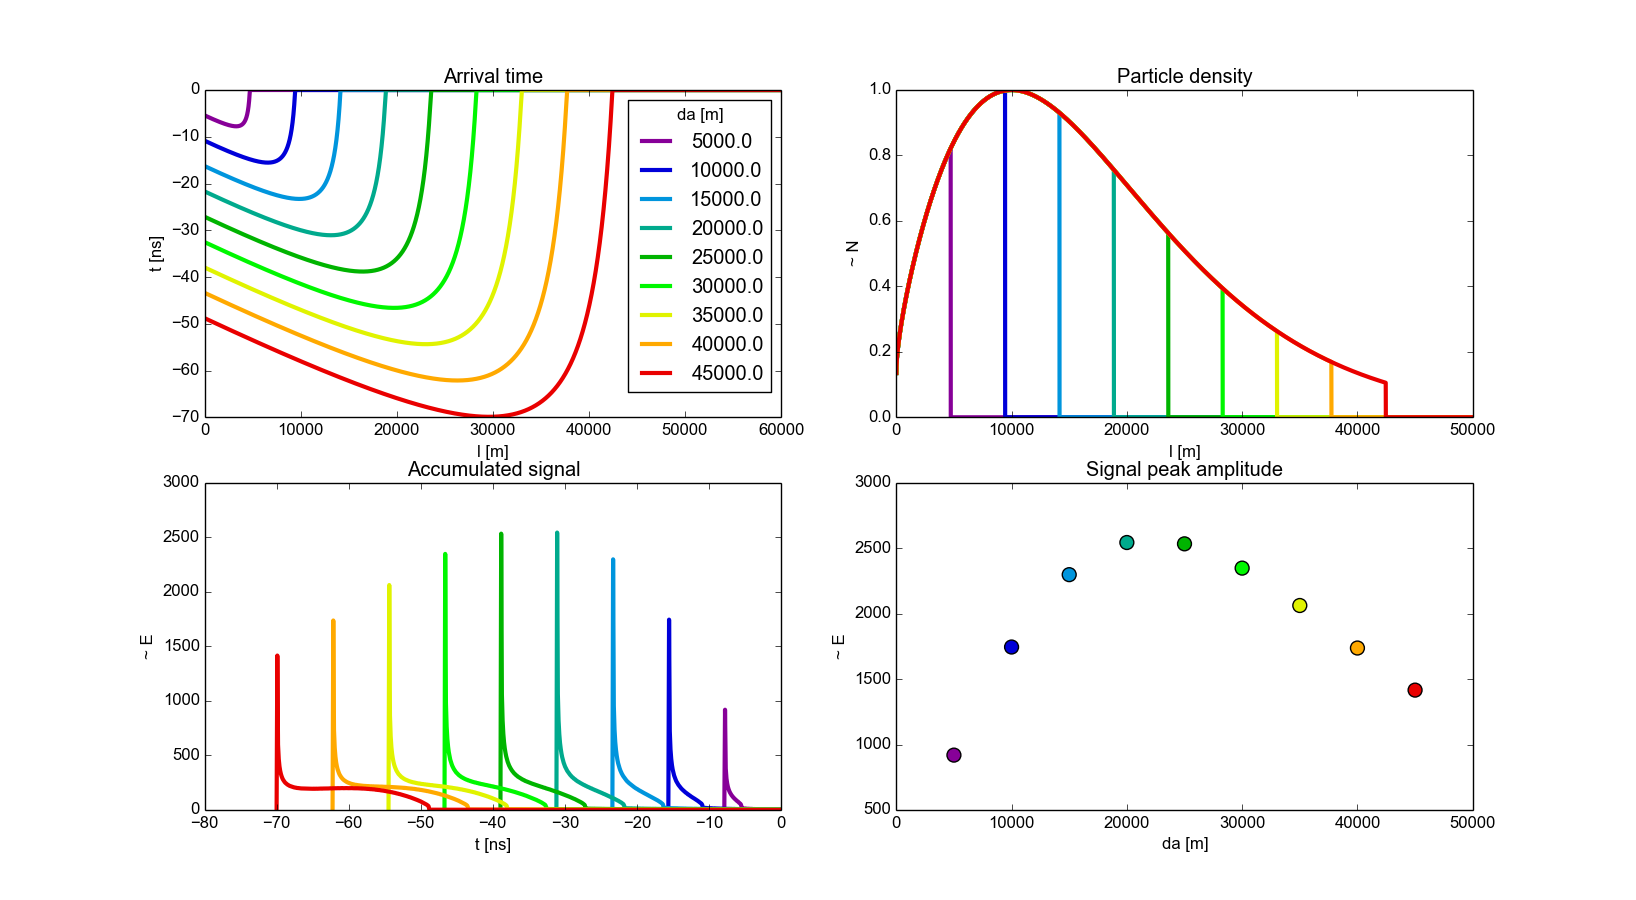 Arrival time
0
−10
−20
−30
−40
−50
−60
−70
t [ns]
0 10000 20000 30000 40000 50000 60000
l [m]
da [m]
5000.0
10000.0
15000.0
20000.0
25000.0
30000.0
35000.0
40000.0
45000.0
Particle density
1.0
0.8
0.6
0.4
0.2
0.0
~ N
0 10000 20000 30000 40000 50000
l [m]
Accumulated signal
3000
2500
2000
1500
1000
500
0
~ E
−80 −70 −60 −50 −40 −30 −20 −10 0
t [ns]
Signal peak amplitude
3000
2500
2000
1500
1000
500
~ E
0 10000 20000 30000 40000 50000
da [m]